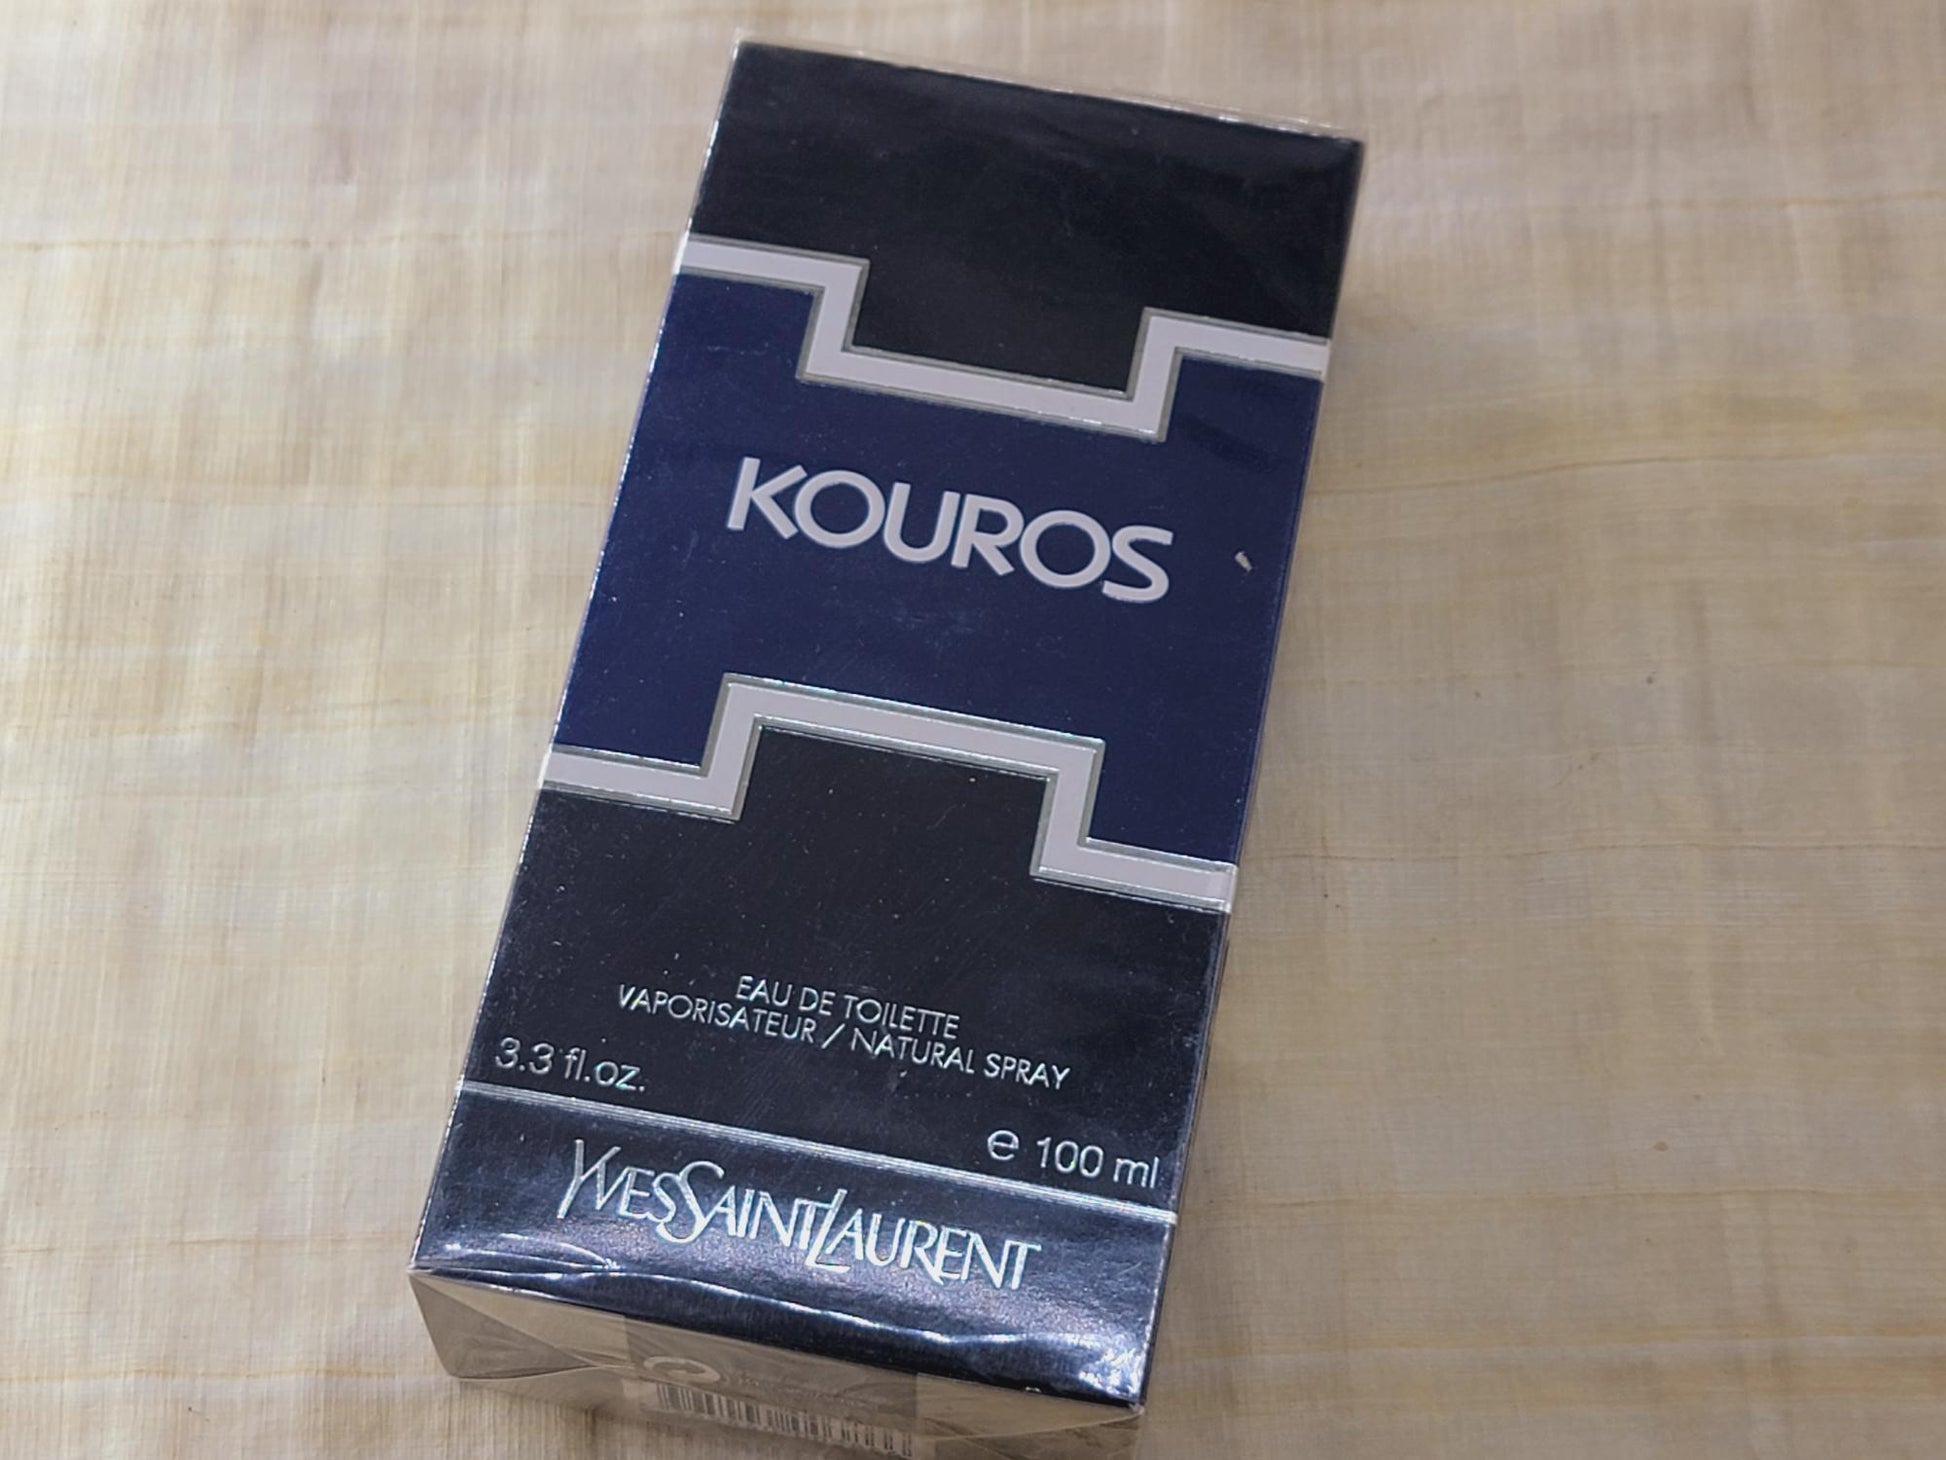 KOUROS
EAU DE TOILETTE
VAPORISATEUR / NATURAL SPRAY
3.3 fl.oz.
e 100 ml
YVESSAINTLAURENT